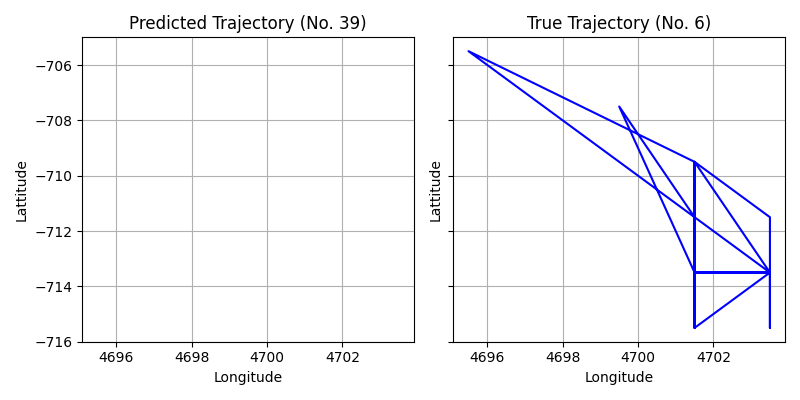 Predicted Trajectory (No. 39)
True Trajectory (No. 6)
−706
−708
−710
−712
−714
−716
Lattitude
Lattitude
4696 4698 4700 4702
4696 4698 4700 4702
Longitude
Longitude